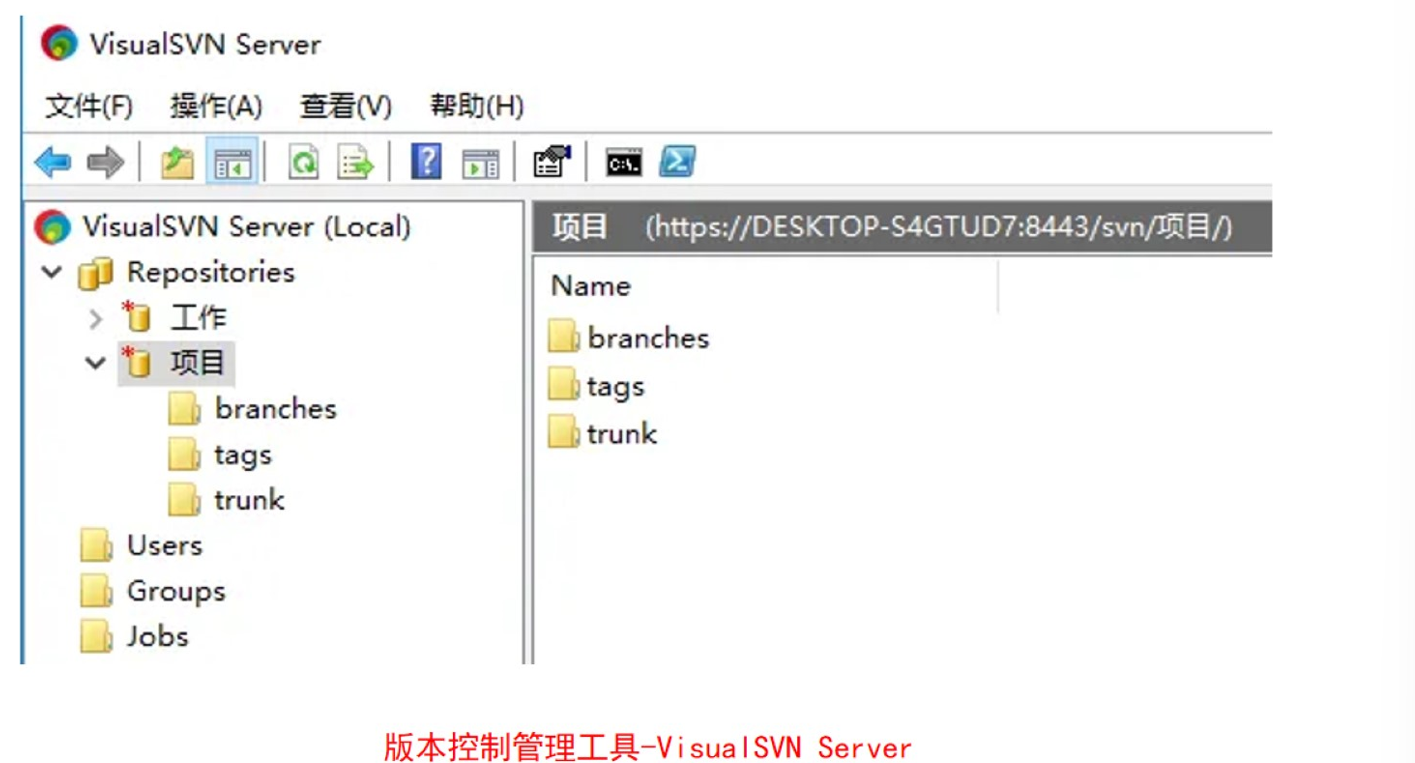 VisualSVN Server
文件(F) 操作(A) 查看(V) 帮助(H)
C:\.
VisualSVN Server (Local)
Repositories
工作
项目
branches
tags
trunk
Users
Groups
Jobs
项目 (https://DESKTOP-S4GTUD7:8443/svn/项目/)
Name
branches
tags
trunk
版本控制管理工具-VisualSVN Server